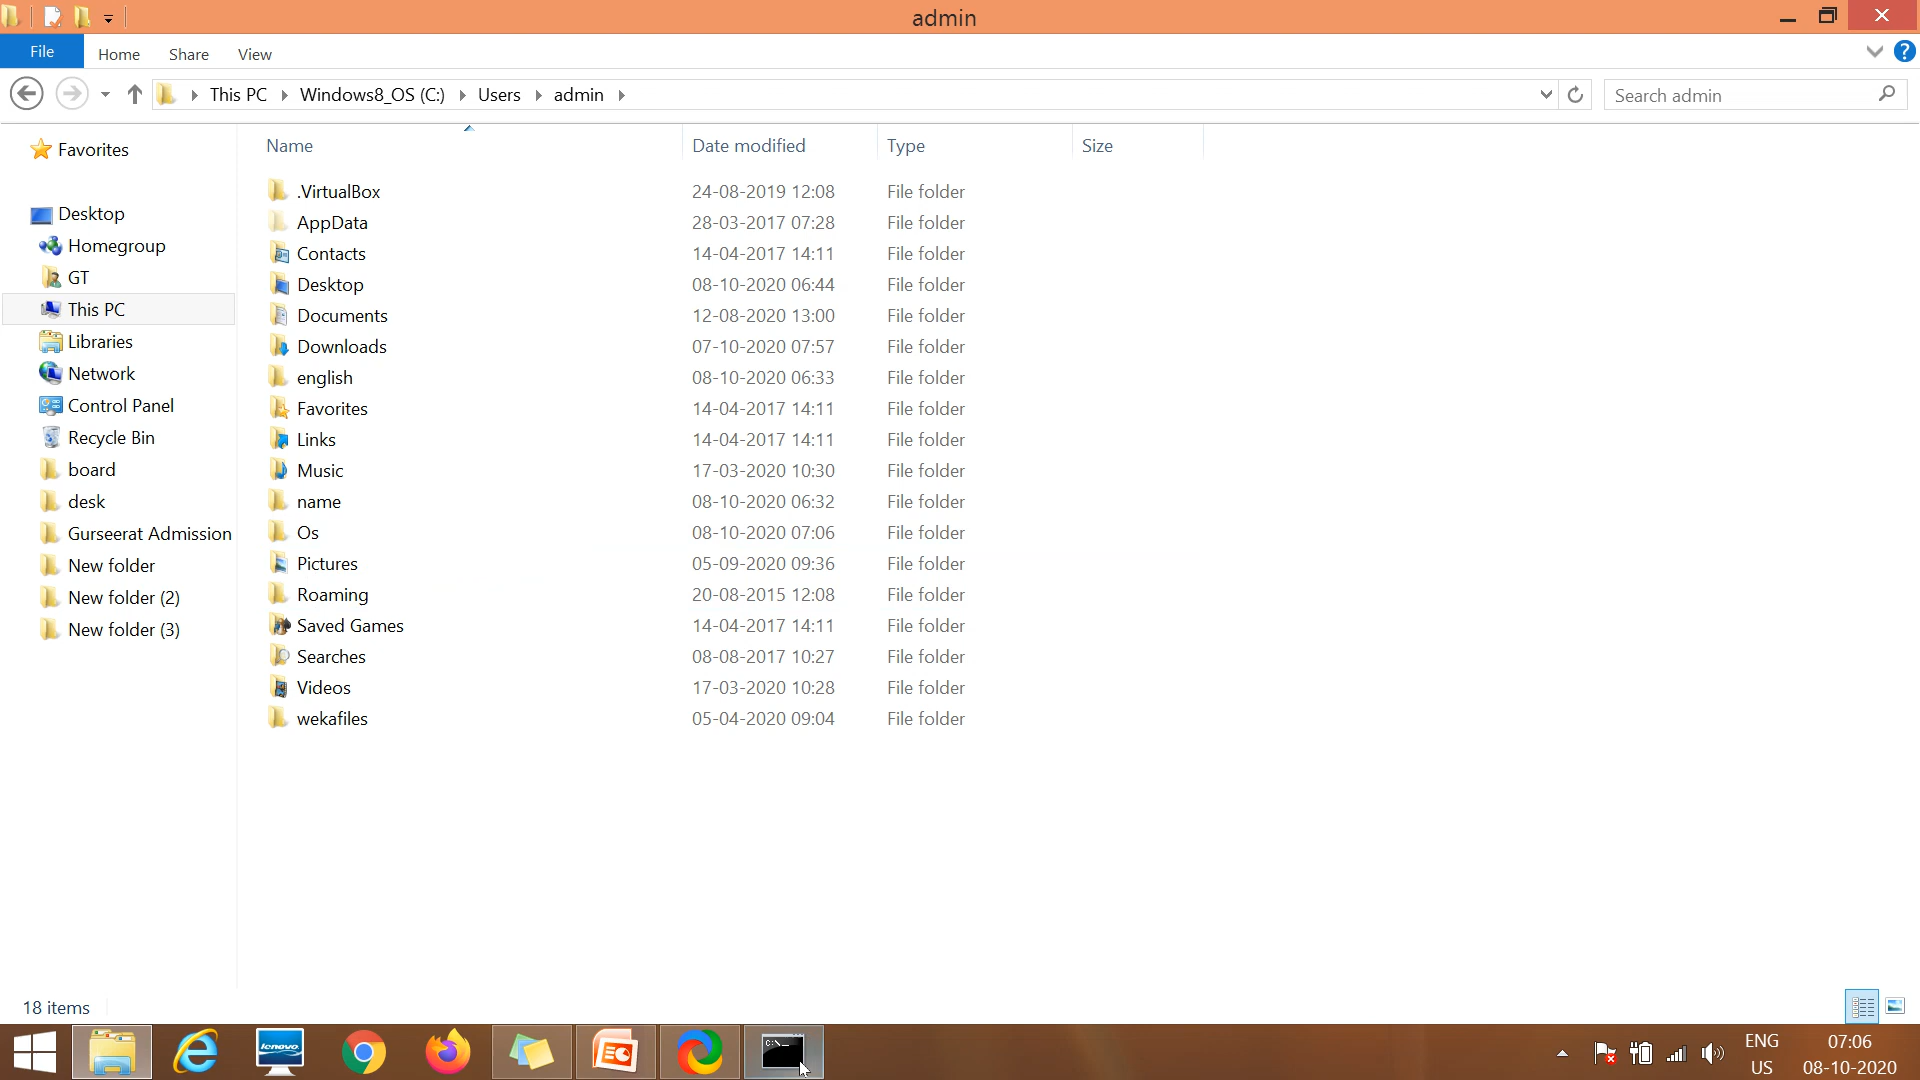 admin
File Home Share View
This PC Windows8_OS (C:) Users admin Search admin
Name Date modified Type Size
Favorites
Desktop
Homegroup
GT
This PC
Libraries
Network
Control Panel
Recycle Bin
board
desk
Gurseerat Admission
New folder
New folder (2)
New folder (3)
.VirtualBox 24-08-2019 12:08 File folder
AppData 28-03-2017 07:28 File folder
Contacts 14-04-2017 14:11 File folder
Desktop 08-10-2020 06:44 File folder
Documents 12-08-2020 13:00 File folder
Downloads 07-10-2020 07:57 File folder
english 08-10-2020 06:33 File folder
Favorites 14-04-2017 14:11 File folder
Links 14-04-2017 14:11 File folder
Music 17-03-2020 10:30 File folder
name 08-10-2020 06:32 File folder
Os 08-10-2020 07:06 File folder
Pictures 05-09-2020 09:36 File folder
Roaming 20-08-2015 12:08 File folder
Saved Games 14-04-2017 14:11 File folder
Searches 08-08-2017 10:27 File folder
Videos 17-03-2020 10:28 File folder
wekafiles 05-04-2020 09:04 File folder
18 items
lenovo
C:\_
ENG 07:06
US 08-10-2020